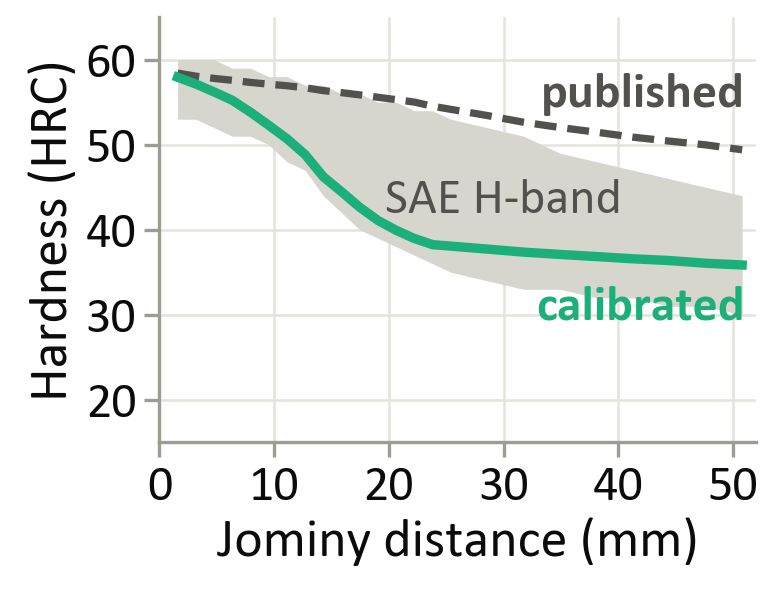 Hardness (HRC)
60
50
40
30
20
published
SAE H-band
calibrated
0 10 20 30 40 50
Jominy distance (mm)